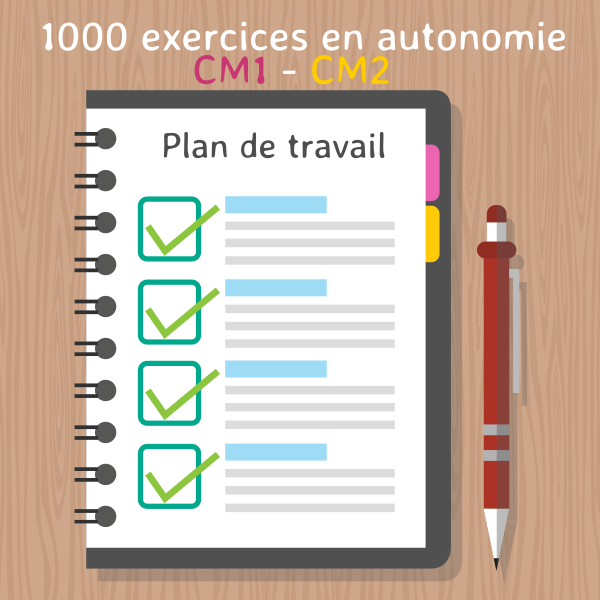 1000 exercices en autonomie
CM1 - CM2
Plan de travail